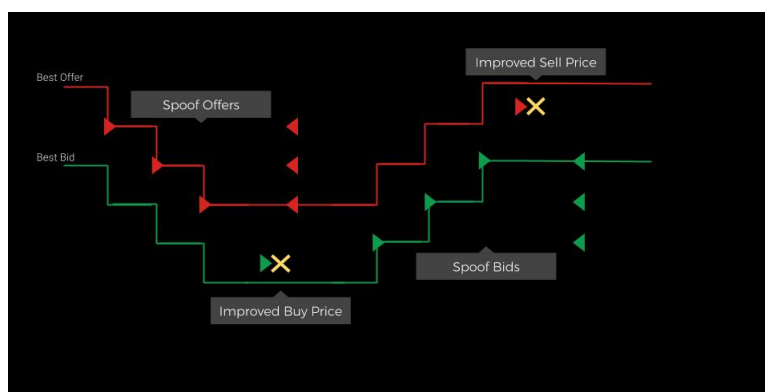 Improved Sell Price
Best Offer
Spoof Offers
Best Bid
Spoof Bids
Improved Buy Price